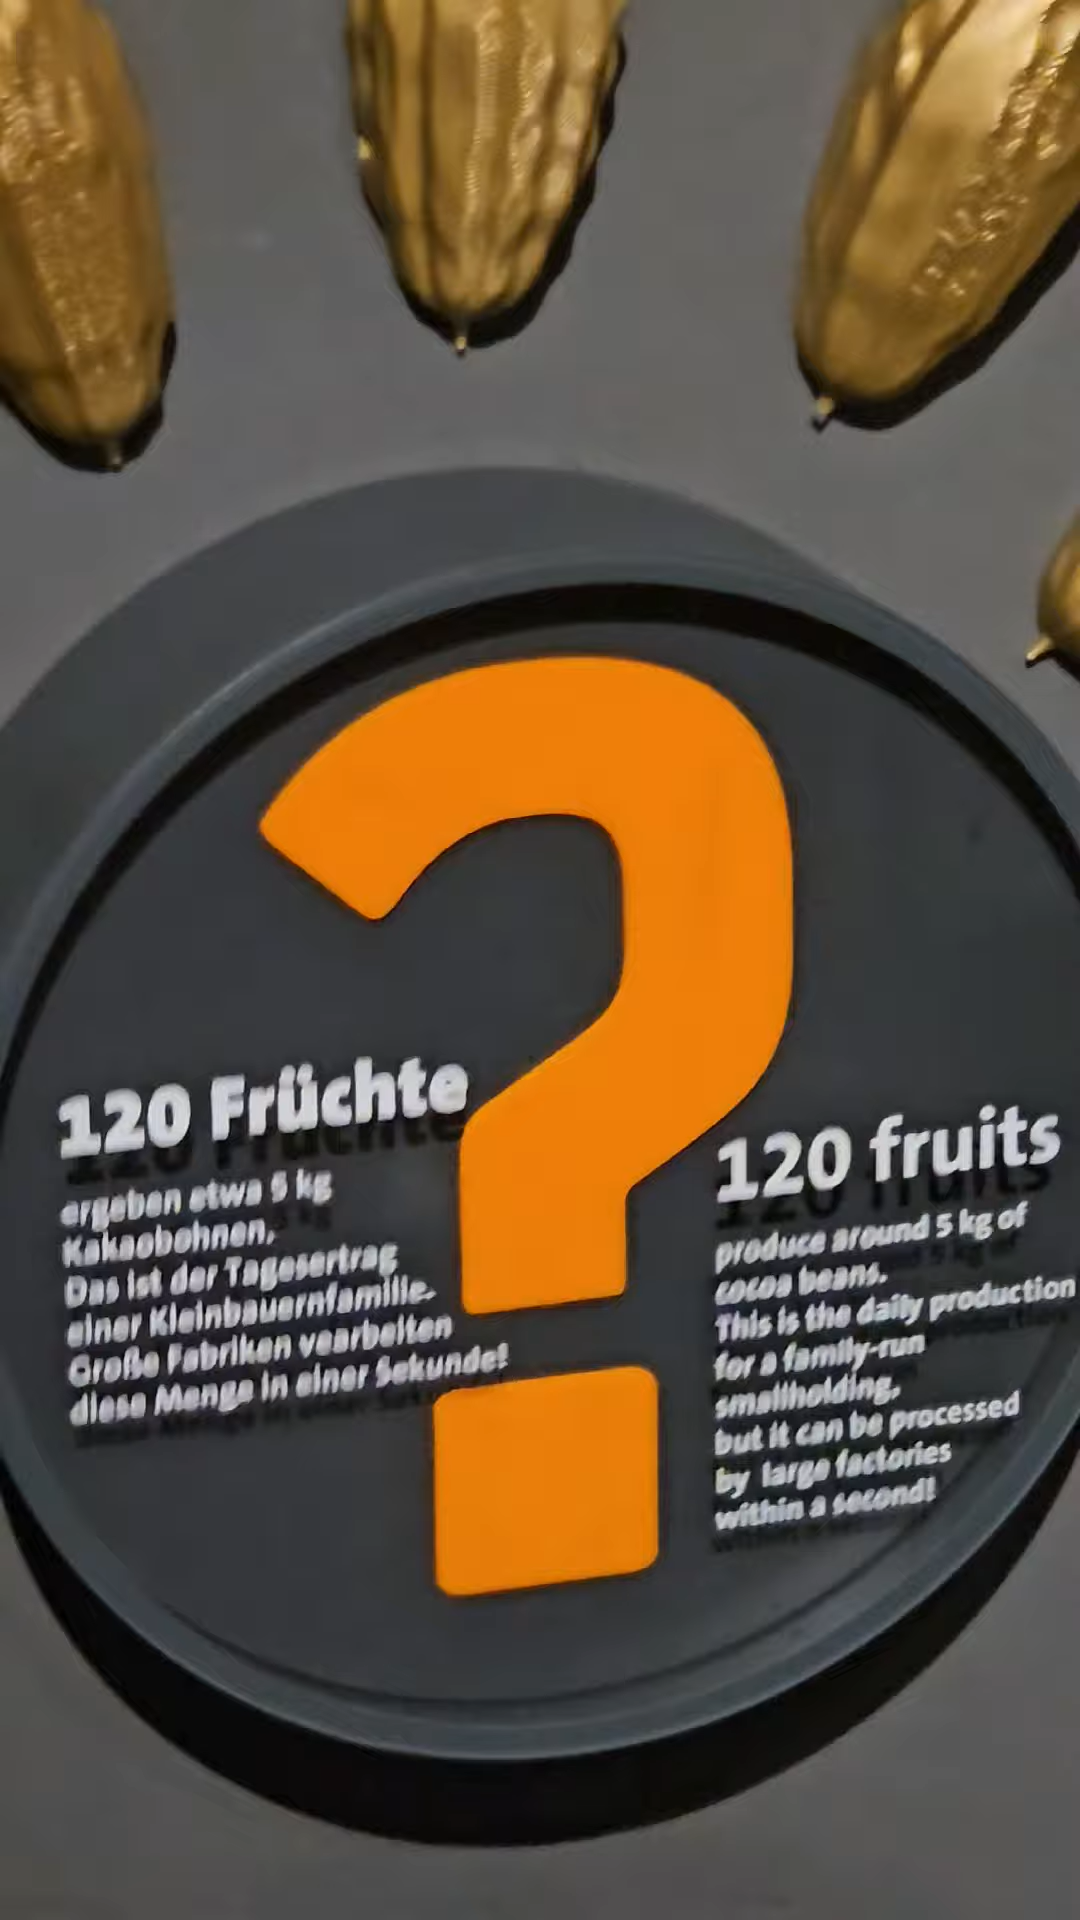 120 Früchte
ergeben etwa 5 kg
Kakaobohnen.
Das ist der Tagesertrag
einer Kleinbauernfamilie.
Große Fabriken vearbeiten
diese Menge in einer Sekunde!
?
120 fruits
produce around 5 kg of
cocoa beans.
This is the daily production
for a family-run
smallholding,
but it can be processed
by large factories
within a second!